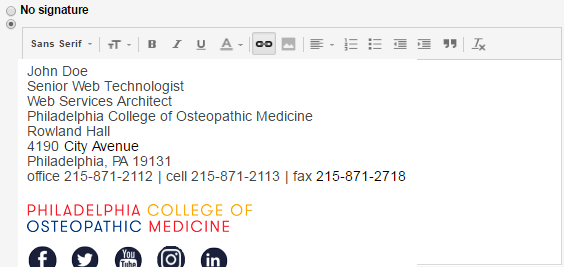 No signature
Sans Serif
John Doe
Senior Web Technologist
Web Services Architect
Philadelphia College of Osteopathic Medicine
Rowland Hall
4190 City Avenue
Philadelphia, PA 19131
office 215-871-2112 | cell 215-871-2113 | fax 215-871-2718
PHILADELPHIA COLLEGE OF
OSTEOPATHIC MEDICINE
You Tube